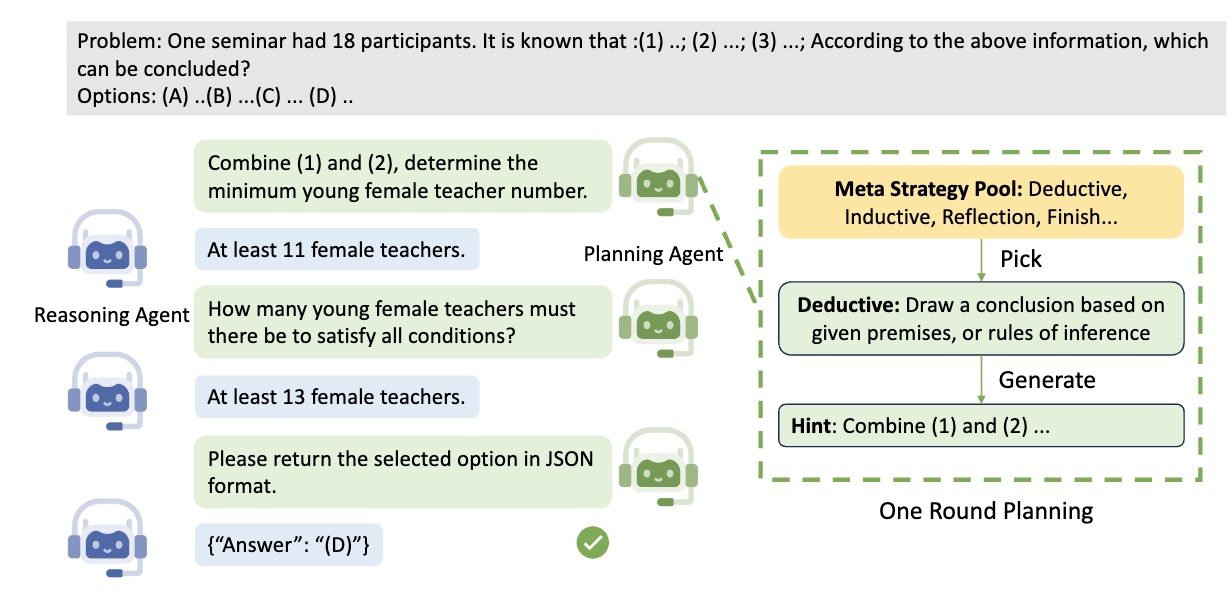 Problem: One seminar had 18 participants. It is known that :(1) ..; (2) ...; (3) ...; According to the above information, which
can be concluded?
Options: (A) ..(B) ...(C) ... (D) ..
Combine (1) and (2), determine the
minimum young female teacher number.
At least 11 female teachers.
Planning Agent
Reasoning Agent
How many young female teachers must
there be to satisfy all conditions?
At least 13 female teachers.
Please return the selected option in JSON
format.
{“Answer”: “(D)”}
Meta Strategy Pool: Deductive,
Inductive, Reflection, Finish...
Pick
Deductive: Draw a conclusion based on
given premises, or rules of inference
Generate
Hint: Combine (1) and (2) ...
One Round Planning